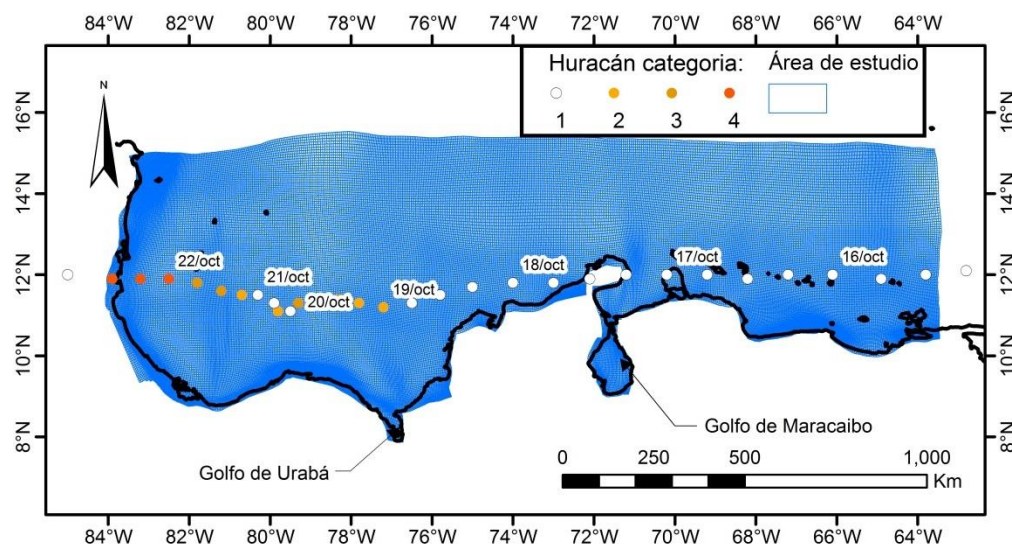 84°W 82°W 80°W 78°W 76°W 74°W 72°W 70°W 68°W 66°W 64°W
Huracán categoria: Área de estudio
1 2 3 4
N
16°N 16°N
14°N 14°N
12°N 12°N
10°N 10°N
8°N 8°N
22/oct
21/oct
20/oct
19/oct
18/oct
17/oct
16/oct
Golfo de Maracaibo
Golfo de Urabá
0 250 500 1,000
Km
84°W 82°W 80°W 78°W 76°W 74°W 72°W 70°W 68°W 66°W 64°W